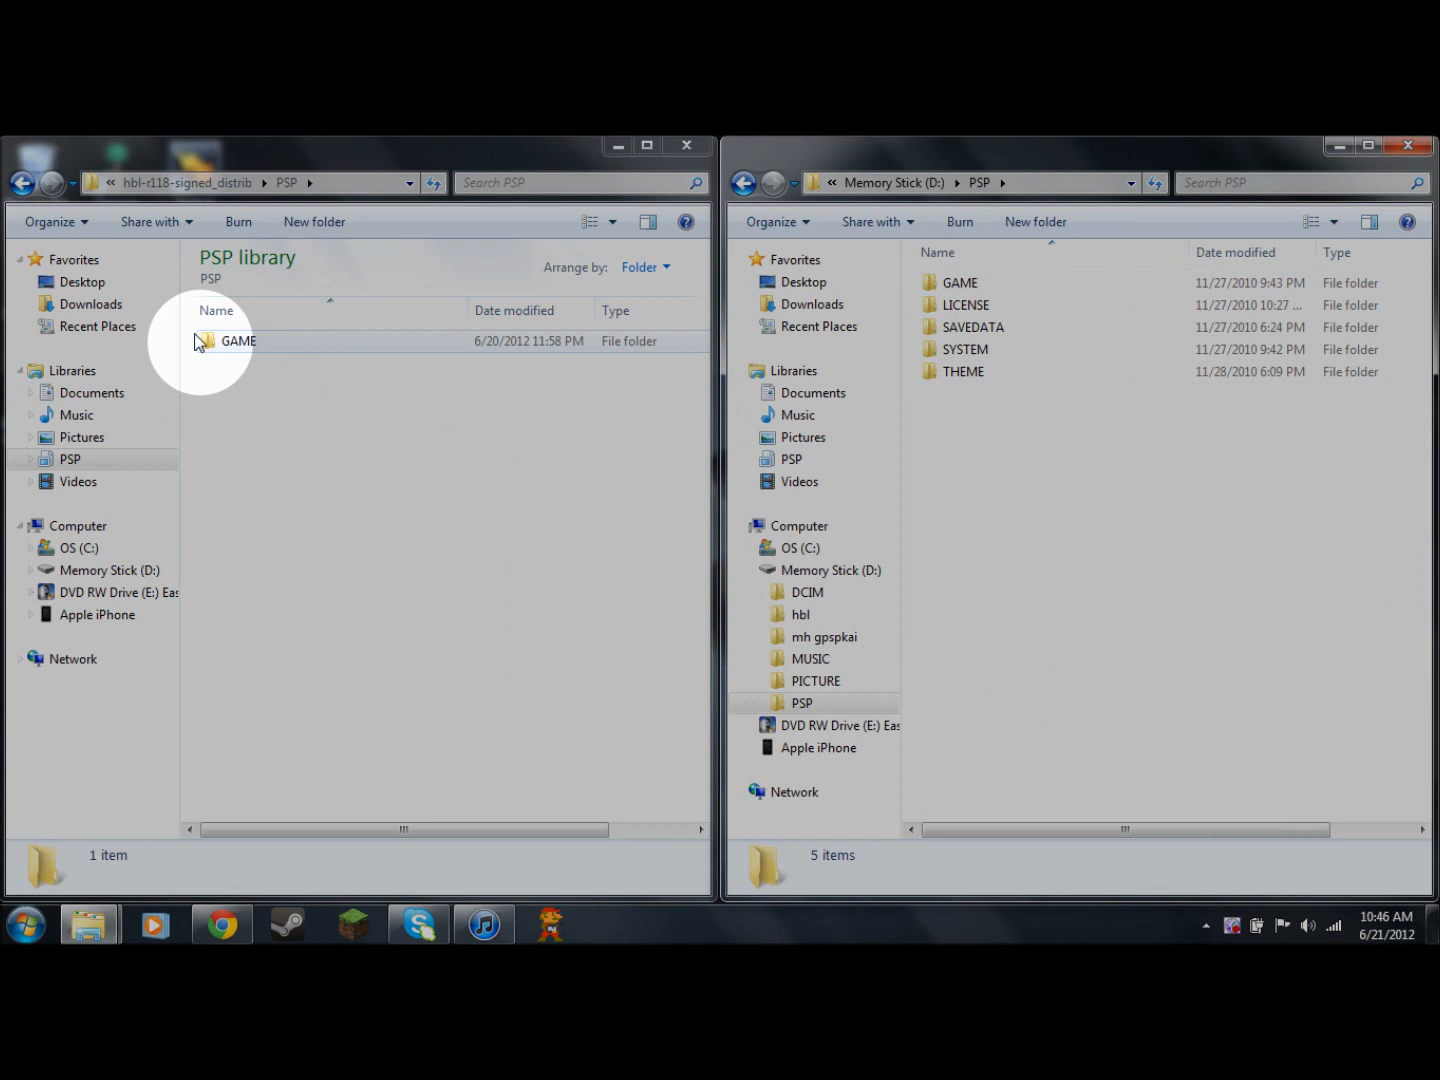 « hbl-r118-signed_distrib ▸ PSP ▸
Search PSP
Organize
Share with
Burn
New folder
Favorites
Desktop
Downloads
Recent Places
Libraries
Documents
Music
Pictures
PSP
Videos
Computer
OS (C:)
Memory Stick (D:)
DVD RW Drive (E:) Eas
Apple iPhone
Network
PSP library
PSP
Arrange by: Folder
Name Date modified Type
GAME 6/20/2012 11:58 PM File folder
1 item
« Memory Stick (D:) ▸ PSP ▸
Search PSP
Organize
Share with
Burn
New folder
Favorites
Desktop
Downloads
Recent Places
Libraries
Documents
Music
Pictures
PSP
Videos
Computer
OS (C:)
Memory Stick (D:)
DCIM
hbl
mh gpspkai
MUSIC
PICTURE
PSP
DVD RW Drive (E:) Eas
Apple iPhone
Network
Name Date modified Type
GAME 11/27/2010 9:43 PM File folder
LICENSE 11/27/2010 10:27 ... File folder
SAVEDATA 11/27/2010 6:24 PM File folder
SYSTEM 11/27/2010 9:42 PM File folder
THEME 11/28/2010 6:09 PM File folder
5 items
10:46 AM
6/21/2012